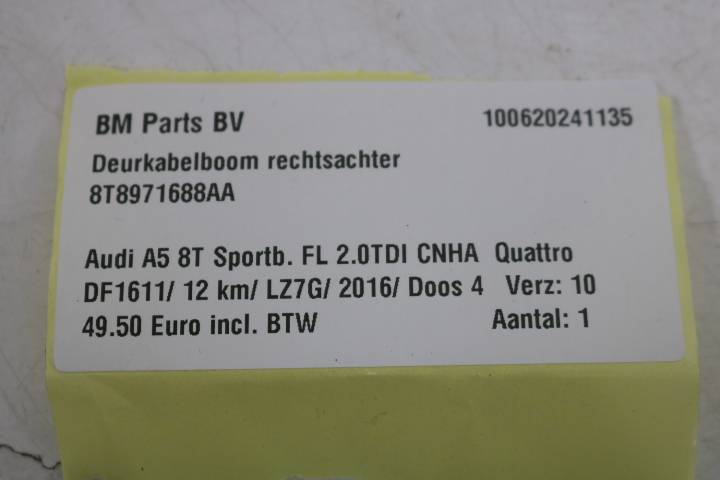 BM Parts BV 100620241135
Deurkabelboom rechtsachter
8T8971688AA
Audi A5 8T Sportb. FL 2.0TDI CNHA Quattro
DF1611/ 12 km/ LZ7G/ 2016/ Doos 4 Verz: 10
49.50 Euro incl. BTW Aantal: 1